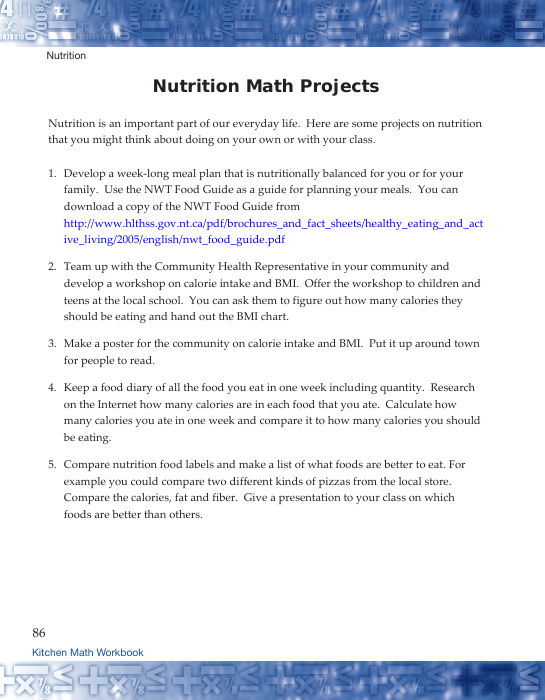 Nutrition
Nutrition Math Projects
Nutrition is an important part of our everyday life.  Here are some projects on nutrition
that you might think about doing on your own or with your class.
1.  Develop a week-long meal plan that is nutritionally balanced for you or for your
family.  Use the NWT Food Guide as a guide for planning your meals.  You can
download a copy of the NWT Food Guide from
http://www.hlthss.gov.nt.ca/pdf/brochures_and_fact_sheets/healthy_eating_and_act
ive_living/2005/english/nwt_food_guide.pdf
2.  Team up with the Community Health Representative in your community and
develop a workshop on calorie intake and BMI.  Offer the workshop to children and
teens at the local school.  You can ask them to figure out how many calories they
should be eating and hand out the BMI chart.
3.  Make a poster for the community on calorie intake and BMI.  Put it up around town
for people to read.
4.  Keep a food diary of all the food you eat in one week including quantity.  Research
on the Internet how many calories are in each food that you ate.  Calculate how
many calories you ate in one week and compare it to how many calories you should
be eating.
5.  Compare nutrition food labels and make a list of what foods are better to eat. For
example you could compare two different kinds of pizzas from the local store.
Compare the calories, fat and fiber.  Give a presentation to your class on which
foods are better than others.
86
Kitchen Math Workbook